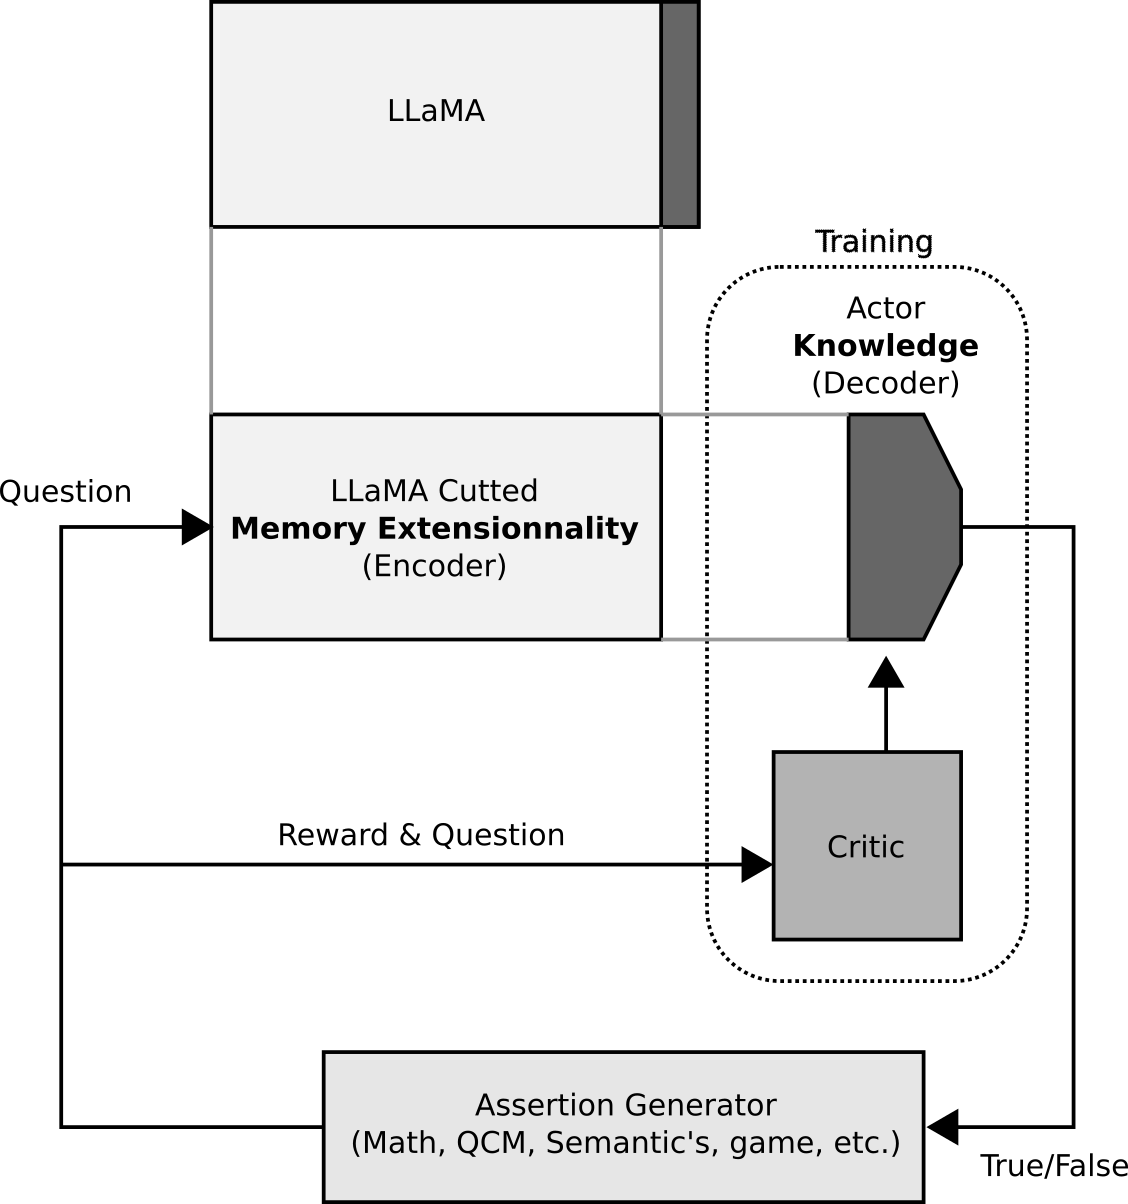 LLaMA
Training
Actor
Knowledge
(Decoder)
Question
LLaMA Cutted
Memory Extensionnality
(Encoder)
Reward & Question
Critic
Assertion Generator
(Math, QCM, Semantic's, game, etc.)
True/False